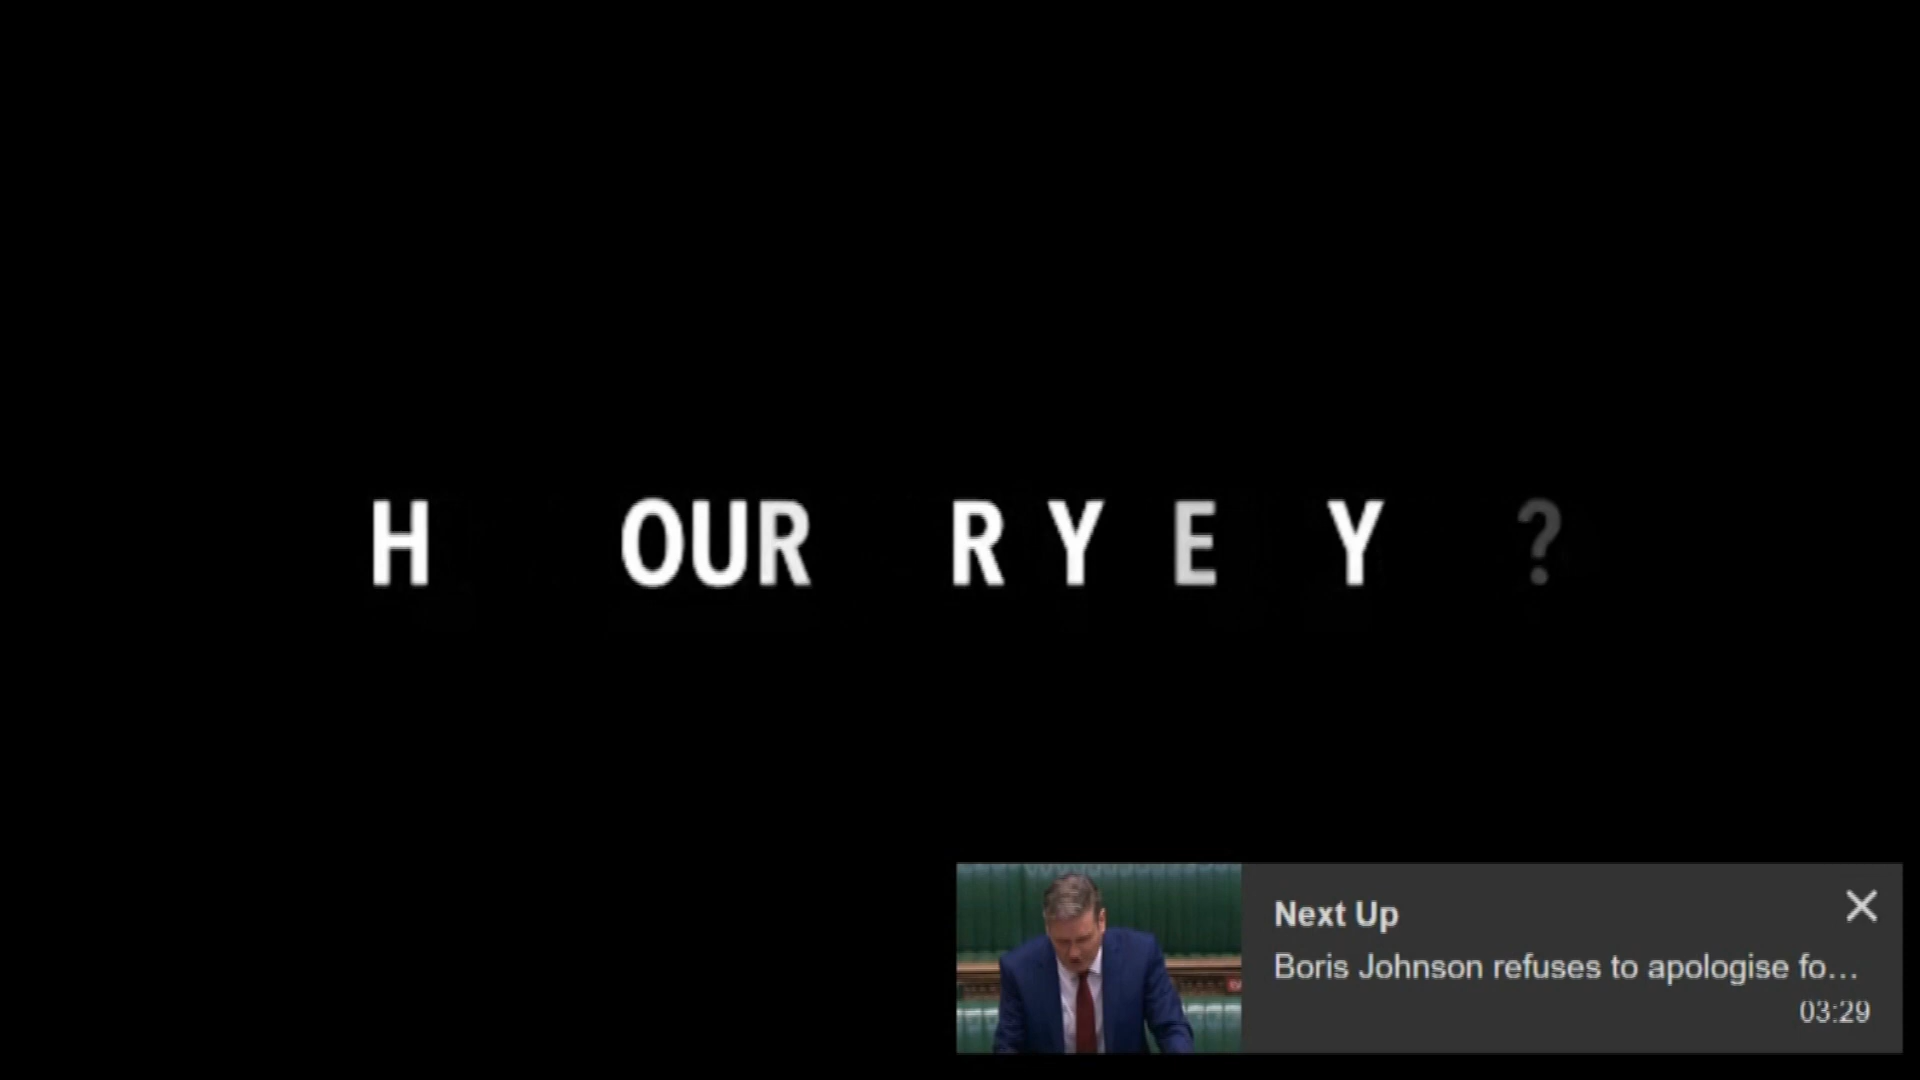 H OUR R Y E Y ?
Next Up
Boris Johnson refuses to apologise fo...
03:29